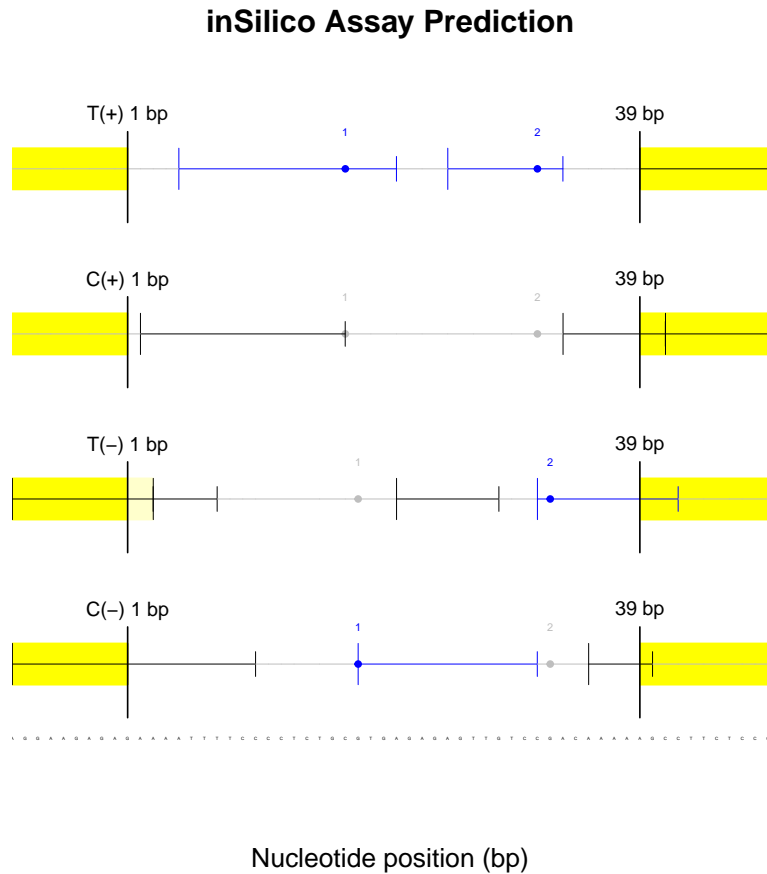 inSilico Assay Prediction
T(+) 1 bp 39 bp
1 2
C(+) 1 bp 39 bp
1 2
T(−) 1 bp 39 bp
1 2
C(−) 1 bp 39 bp
1 2
G G A A G A G A G A A A A T T T T C C C C T C T G C G T G A G A G A G T T G T C C G A C A A A A A G C C T T C T C C
Nucleotide position (bp)